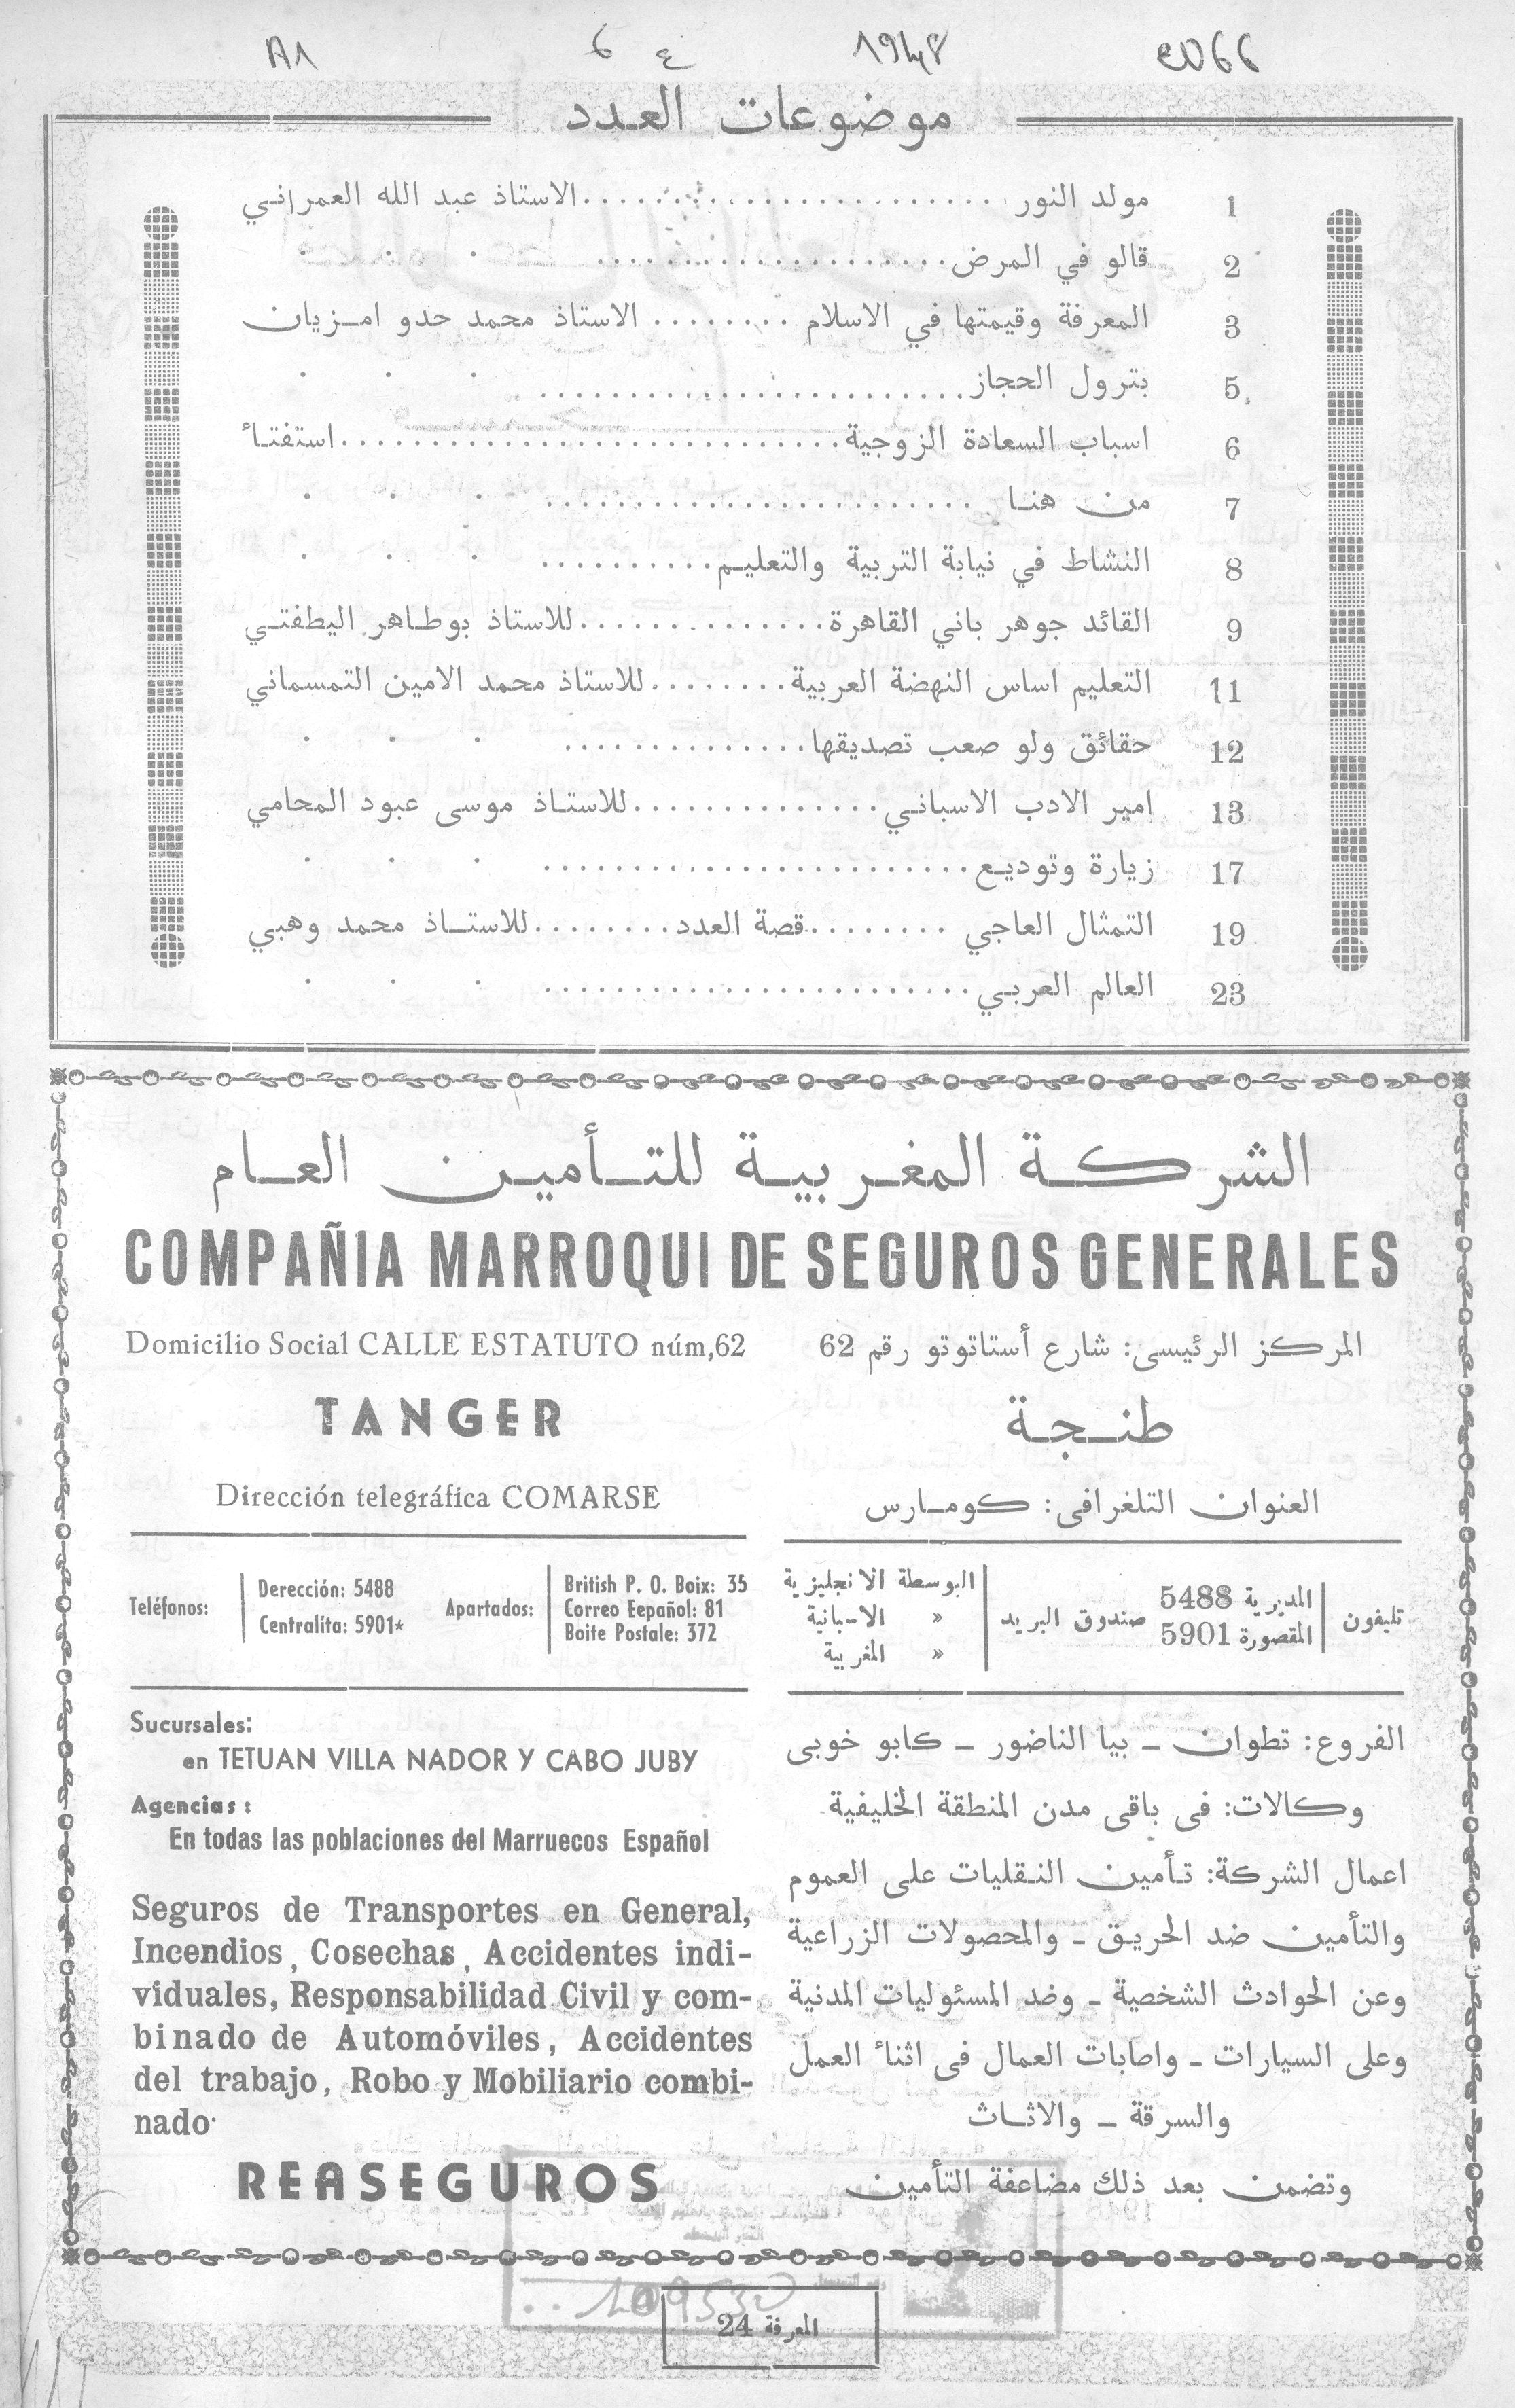 A1 6 ٤ 1948 2066
موضوعات العدد
1 مولد النور ........................ الاستاذ عبد الله العمراني
2 قالو في المرض .................... . . .
3 المعرفة وقيمتها في الاسلام ........ الاستاذ محمد حدو امزيان
5 بترول الحجاز ........................ . . .
6 اسباب السعادة الزوجية ............................. استفتاء
7 من هنا ........................ . . .
8 النشاط في نيابة التربية والتعليم .......... . . .
9 القائد جوهر باني القاهرة .............. للاستاذ بوطاهر اليطفتي
11 التعليم اساس النهضة العربية ........ للاستاذ محمد الامين التمسماني
12 حقائق ولو صعب تصديقها .............. . . .
13 امير الادب الاسباني .............. للاستاذ موسى عبود المحامي
17 زيارة وتوديع ........................ . . .
19 التمثال العاجي ........ قصة العدد ........ للاستاذ محمد وهبي
23 العالم العربي ........................ . . .
الشركة المغربية للتأمين العام
COMPAÑIA MARROQUI DE SEGUROS GENERALES
المركز الرئيسى: شارع أستاتوتو رقم 62
طنجة
العنوان التلغرافى: كومارس
تليفون
المديرية 5488
المقصورة 5901
صندوق البريد
البوسطة الانجليزية
« الاسبانية
« المغربية
الفروع: تطوان - بيا الناضور - كابو خوبى
وكالات: فى باقى مدن المنطقة الخليفية
اعمال الشركة: تأمين النقليات على العموم
والتأمين ضد الحريق - والمحصولات الزراعية
وعن الحوادث الشخصية - وضد المسئوليات المدنية
وعلى السيارات - واصابات العمال فى اثناء العمل
والسرقة - والاثاث
وتضمن بعد ذلك مضاعفة التأمين
Domicilio Social CALLE ESTATUTO núm,62
TANGER
Dirección telegráfica COMARSE
Teléfonos:
Derección: 5488
Centralita: 5901*
Apartados:
British P. O. Boix: 35
Correo Eepañol: 81
Boite Postale: 372
Sucursales:
en TETUAN VILLA NADOR Y CABO JUBY
Agencias:
En todas las poblaciones del Marruecos Español
Seguros de Transportes en General,
Incendios, Cosechas, Accidentes indi-
viduales, Responsabilidad Civil y com-
binado de Automóviles, Accidentes
del trabajo, Robo y Mobiliario combi-
nado.
REASEGUROS
المعرفة 24